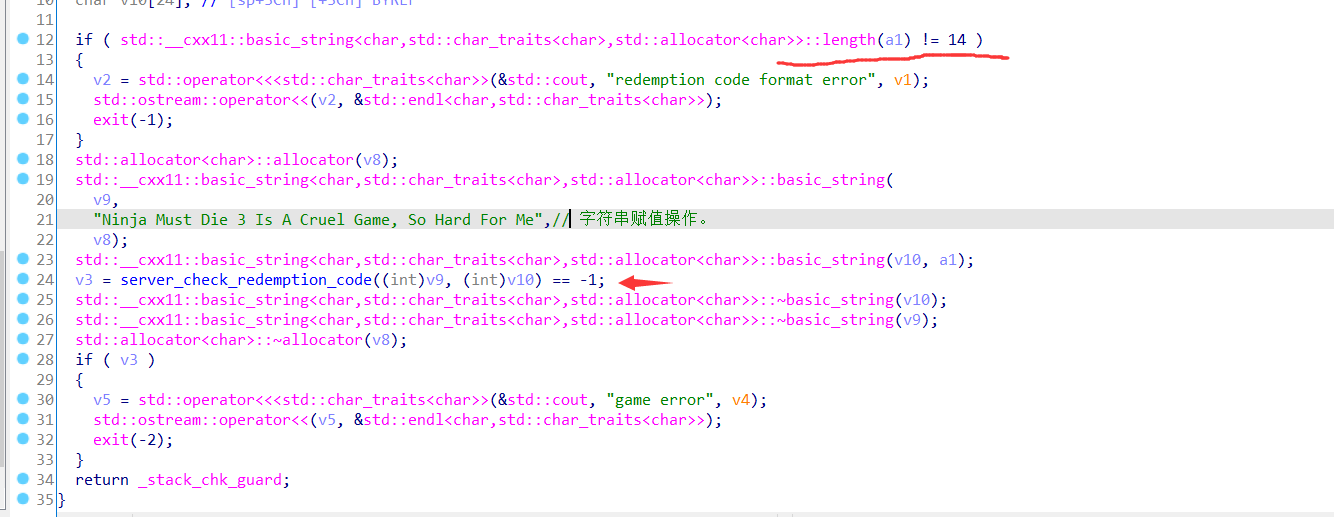 10 char v10[24]; // [sp+3Ch] [+3Ch] BYREF
11
12 if ( std::__cxx11::basic_string<char,std::char_traits<char>,std::allocator<char>>::length(a1) != 14 )
13 {
14 v2 = std::operator<<<std::char_traits<char>>(&std::cout, "redemption code format error", v1);
15 std::ostream::operator<<(v2, &std::endl<char,std::char_traits<char>>);
16 exit(-1);
17 }
18 std::allocator<char>::allocator(v8);
19 std::__cxx11::basic_string<char,std::char_traits<char>,std::allocator<char>>::basic_string(
20 v9,
21 "Ninja Must Die 3 Is A Cruel Game, So Hard For Me",// 字符串赋值操作。
22 v8);
23 std::__cxx11::basic_string<char,std::char_traits<char>,std::allocator<char>>::basic_string(v10, a1);
24 v3 = server_check_redemption_code((int)v9, (int)v10) == -1;
25 std::__cxx11::basic_string<char,std::char_traits<char>,std::allocator<char>>::~basic_string(v10);
26 std::__cxx11::basic_string<char,std::char_traits<char>,std::allocator<char>>::~basic_string(v9);
27 std::allocator<char>::~allocator(v8);
28 if ( v3 )
29 {
30 v5 = std::operator<<<std::char_traits<char>>(&std::cout, "game error", v4);
31 std::ostream::operator<<(v5, &std::endl<char,std::char_traits<char>>);
32 exit(-2);
33 }
34 return _stack_chk_guard;
35 }